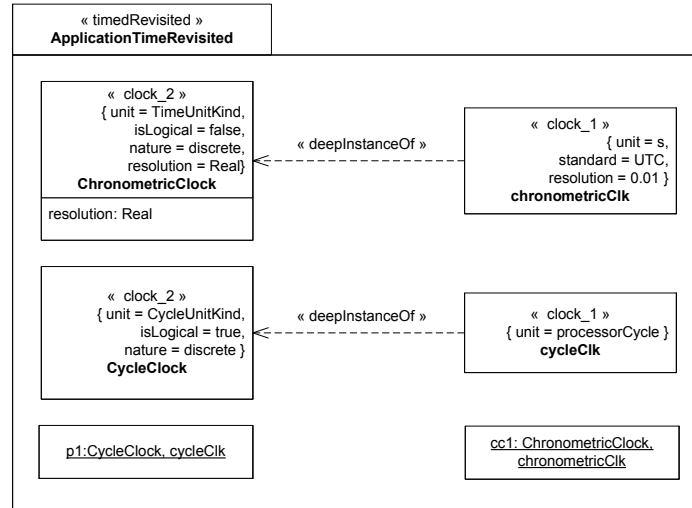 « timedRevisited »
ApplicationTimeRevisited
« clock_2 »
{ unit = TimeUnitKind,
isLogical = false,
nature = discrete,
resolution = Real}
ChronometricClock
resolution: Real
« deepInstanceOf »
« clock_1 »
{ unit = s,
standard = UTC,
resolution = 0.01 }
chronometricClk
« clock_2 »
{ unit = CycleUnitKind,
isLogical = true,
nature = discrete }
CycleClock
« deepInstanceOf »
« clock_1 »
{ unit = processorCycle }
cycleClk
p1:CycleClock, cycleClk
cc1: ChronometricClock,
chronometricClk